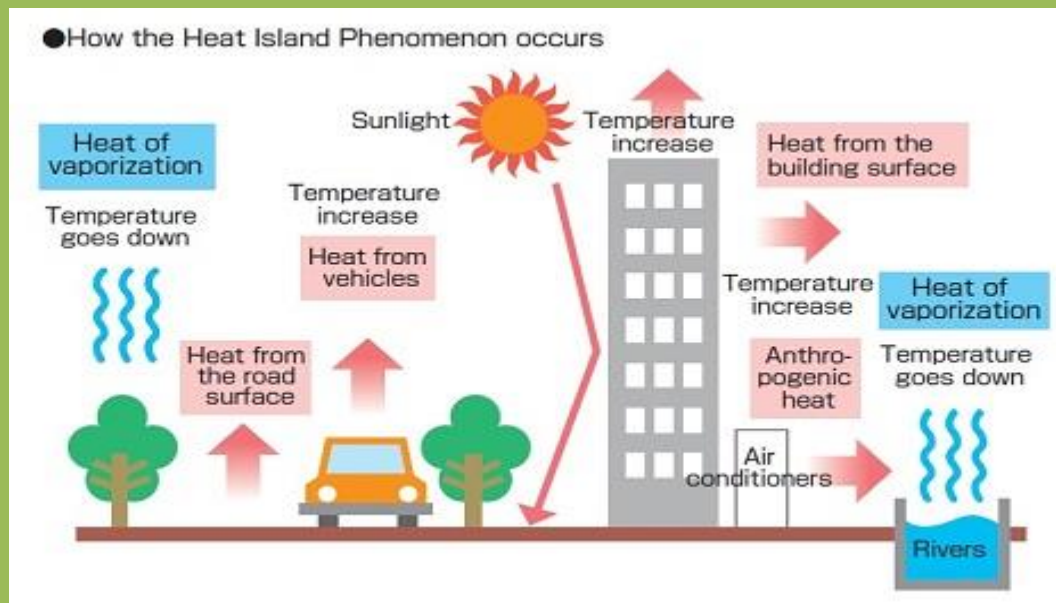 ●How the Heat Island Phenomenon occurs
Sunlight
Temperature
increase
Heat of
vaporization
Heat from the
building surface
Temperature
goes down
Temperature
increase
Heat from
vehicles
Temperature
increase
Heat of
vaporization
Heat from
the road
surface
Anthro-
pogenic
heat
Temperature
goes down
Air
conditioners
Rivers